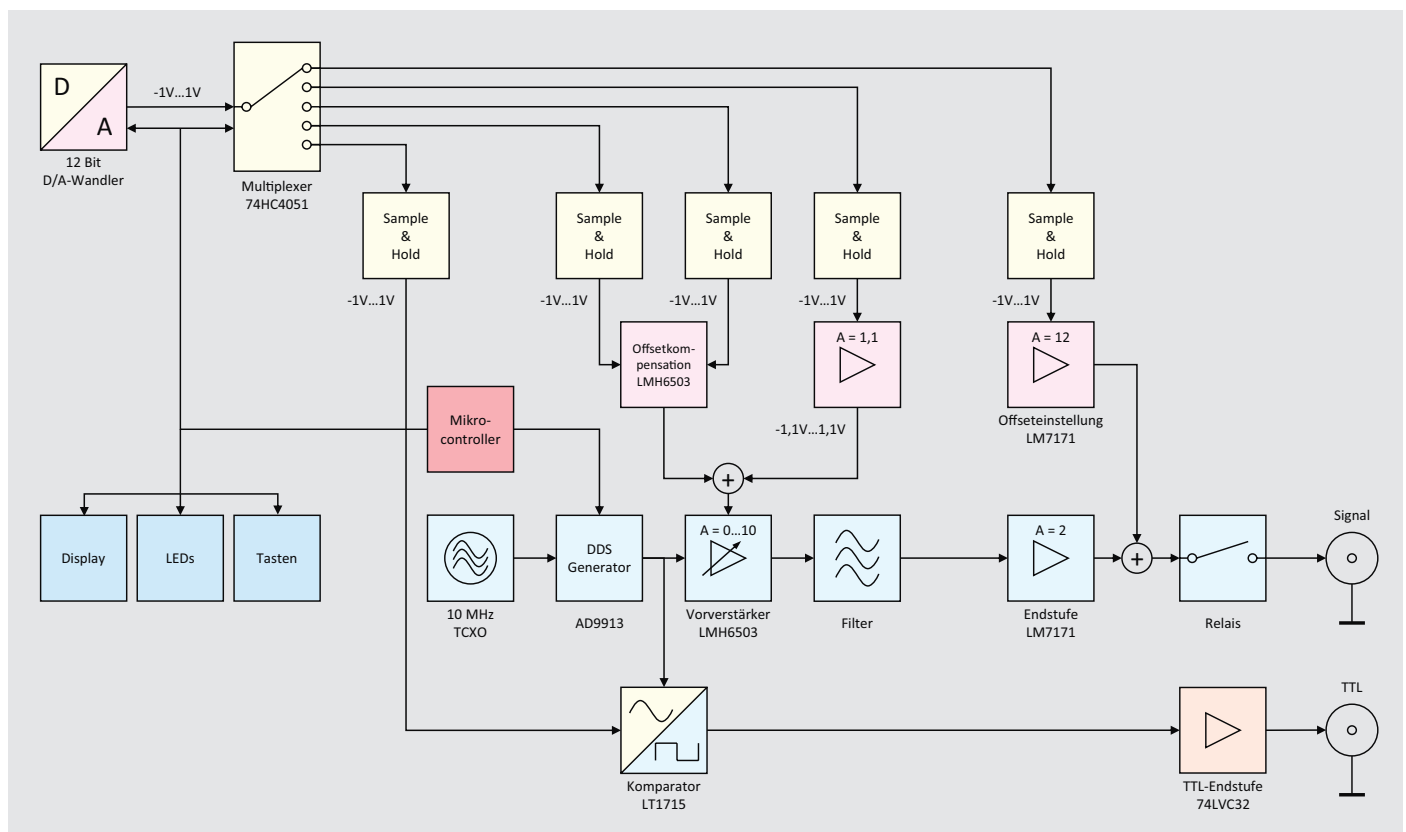 D
A
12 Bit
D/A-Wandler
-1V...1V
Multiplexer
74HC4051
Sample
&
Hold
Sample
&
Hold
Sample
&
Hold
Sample
&
Hold
Sample
&
Hold
-1V...1V
-1V...1V
-1V...1V
-1V...1V
-1V...1V
Offsetkom-
pensation
LMH6503
A = 1,1
A = 12
Offseteinstellung
LM7171
-1,1V...1,1V
Mikro-
controller
+
Display
LEDs
Tasten
10 MHz
TCXO
DDS
Generator
AD9913
A = 0...10
Vorverstärker
LMH6503
Filter
A = 2
Endstufe
LM7171
+
Relais
Signal
Komparator
LT1715
TTL-Endstufe
74LVC32
TTL